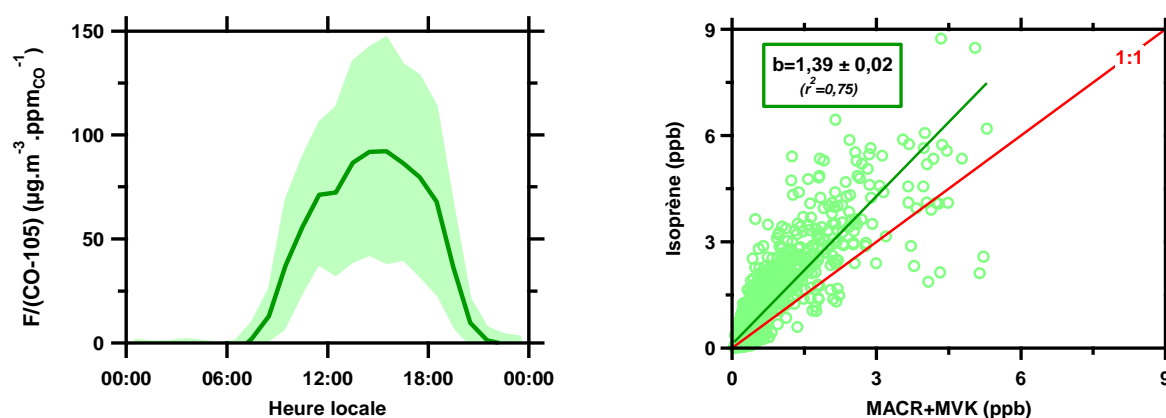 150
100
50
0
F/(CO-105) (µg.m⁻³.ppm_CO⁻¹)
00:00 06:00 12:00 18:00 00:00
Heure locale
9
6
3
0
Isoprène (ppb)
b=1,39 ± 0,02
(r²=0,75)
1:1
0 3 6 9
MACR+MVK (ppb)